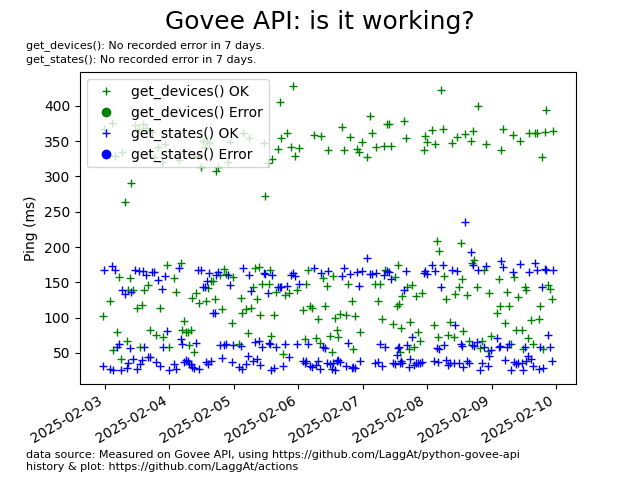 Govee API: is it working?
get_devices(): No recorded error in 7 days.
get_states(): No recorded error in 7 days.
get_devices() OK
get_devices() Error
get_states() OK
get_states() Error
Ping (ms)
400
350
300
250
200
150
100
50
2025-02-03
2025-02-04
2025-02-05
2025-02-06
2025-02-07
2025-02-08
2025-02-09
2025-02-10
data source: Measured on Govee API, using https://github.com/LaggAt/python-govee-api
history & plot: https://github.com/LaggAt/actions